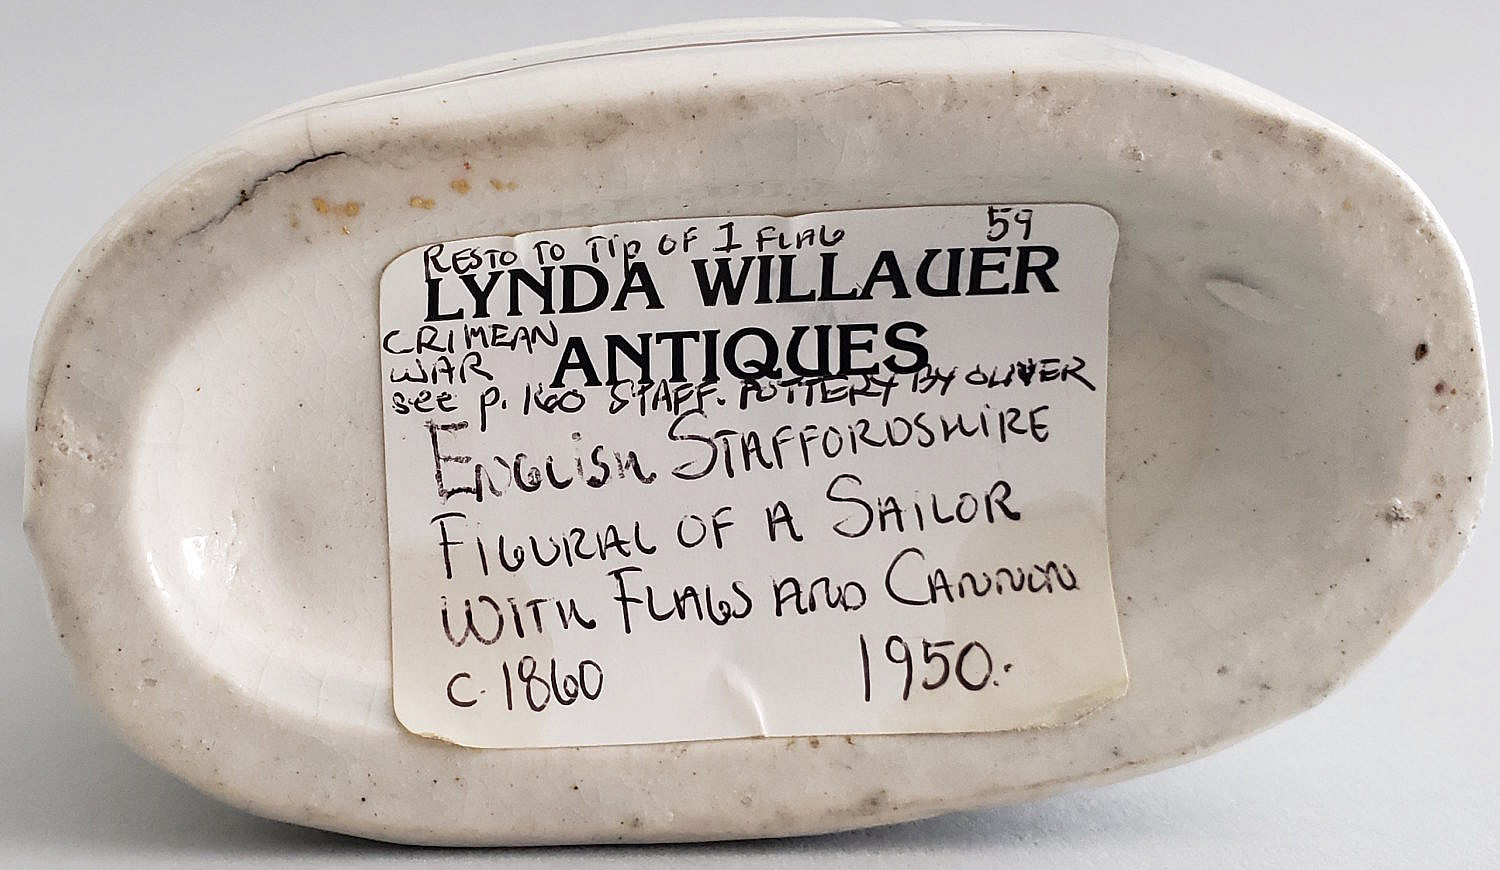 RESTO TO TIP OF 1 FLAG 59
LYNDA WILLAUER
CRIMEAN
ANTIQUES
WAR
see p. 160 STAFF. POTTERY BY OLIVER
ENGLISH STAFFORDSHIRE
FIGURAL OF A SAILOR
WITH FLAGS AND CANNON
c. 1860 1950.-